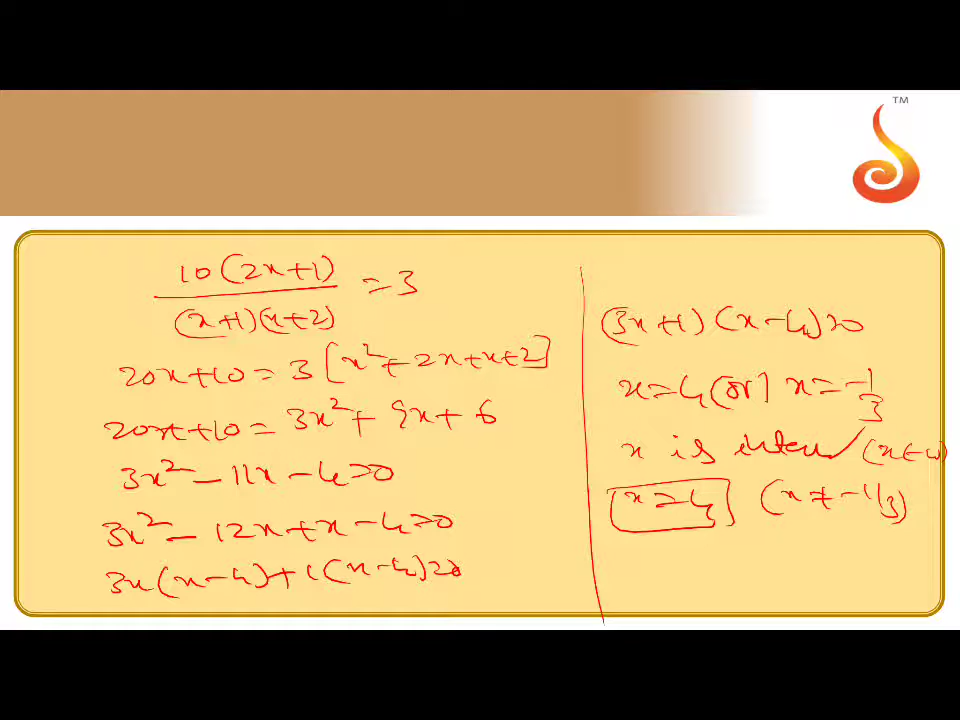 TM
10(2x+1)
(x+1)(x+2)
=3
20x+10=3[x²+2x+x+2]
20x+10=3x²+9x+6
3x²-11x-4=0
3x²-12x+x-4=0
3x(x-4)+1(x-4)=0
(3x+1)(x-4)=0
x=4 (or) x=-1/3
x is
x=4 (x≠-1/3)